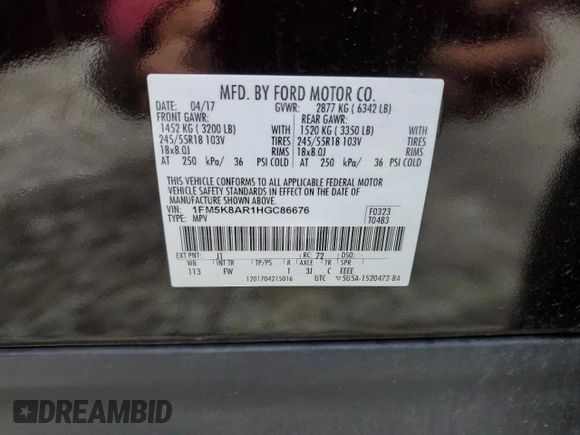 MFD. BY FORD MOTOR CO.
DATE: 04/17 GVWR: 2877 KG ( 6342 LB)
FRONT GAWR: REAR GAWR:
1452 KG ( 3200 LB) 1520 KG ( 3350 LB)
245/55R18 103V TIRES 245/55R18 103V TIRES
18x8.0J RIMS 18x8.0J RIMS
AT 250 kPa/ 36 PSI COLD AT 250 kPa/ 36 PSI COLD
THIS VEHICLE CONFORMS TO ALL APPLICABLE FEDERAL MOTOR
VEHICLE SAFETY STANDARDS IN EFFECT ON THE DATE OF
MANUFACTURE SHOWN ABOVE.
VIN: 1FM5K8AR1HGC86676 F0323
TYPE: MPV T0483
EXT PNT: J1 RC: 72 DSO:
WB INT TR TP/PS R AXLE TR SPR
113 FW 1 3J C EEEE
1201704215016 UTC ▽5U5A-1520472-BA
DREAMBID